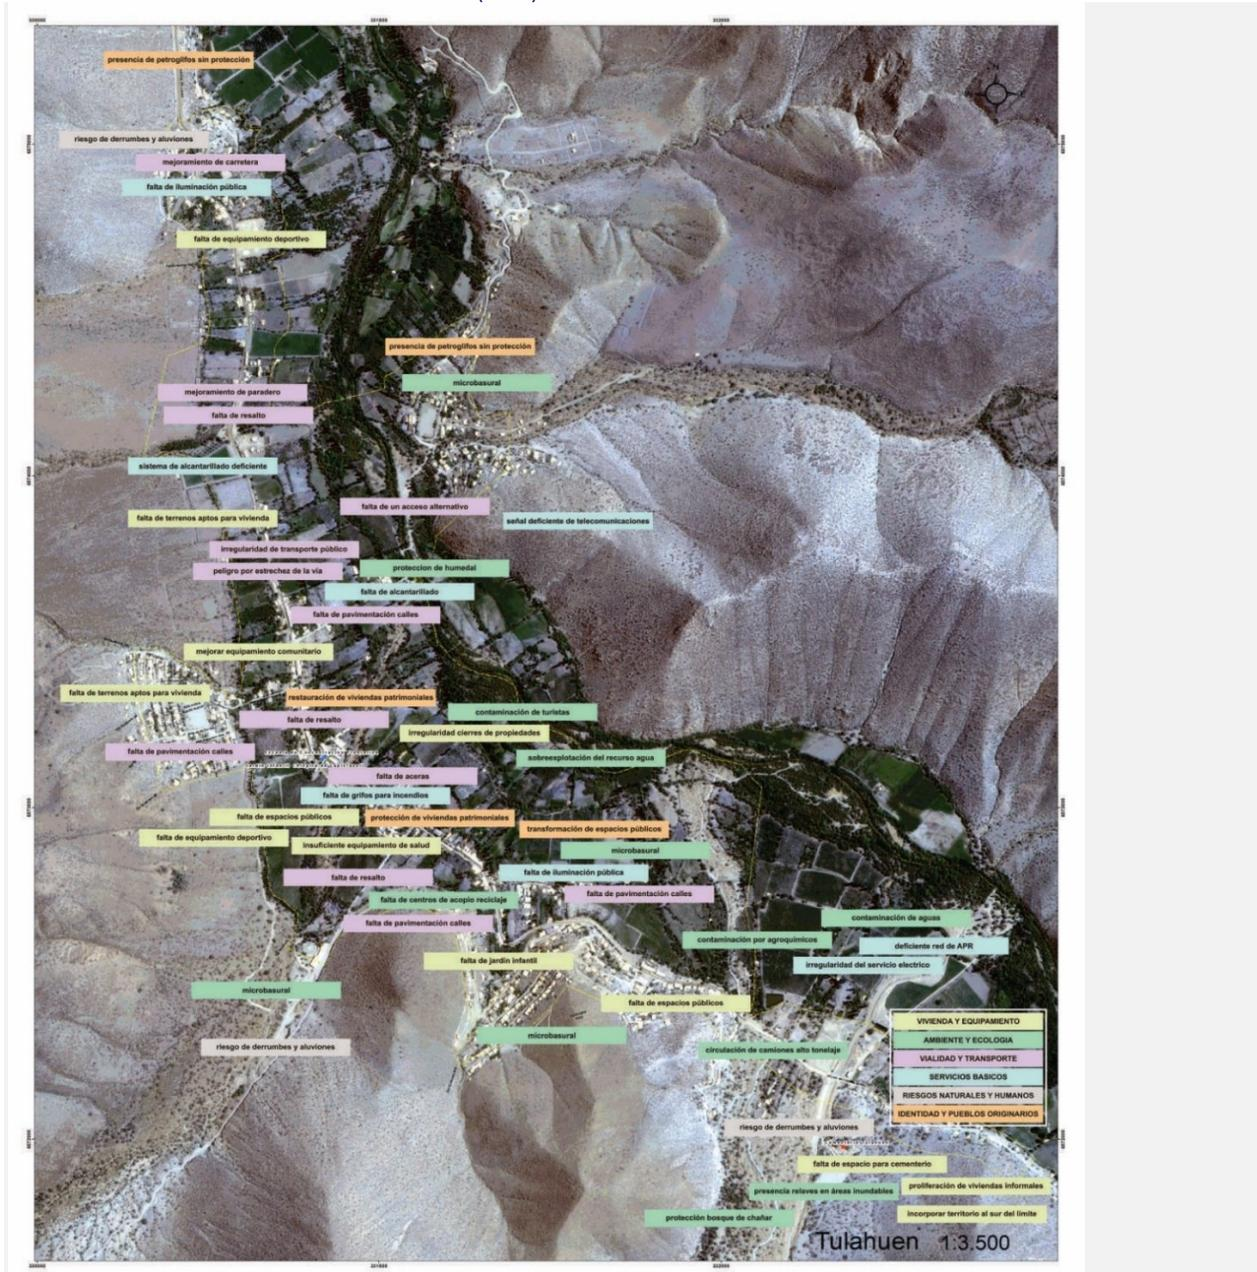 presencia de petroglifos sin protección
riesgo de derrumbes y aluviones
mejoramiento de carretera
falta de iluminación pública
falta de equipamiento deportivo
presencia de petroglifos sin protección
microbasural
mejoramiento de paradero
falta de resalto
sistema de alcantarillado deficiente
falta de un acceso alternativo
falta de terrenos aptos para vivienda
señal deficiente de telecomunicaciones
irregularidad de transporte público
peligro por estrechez de la vía
proteccion de humedal
falta de alcantarillado
falta de pavimentación calles
mejorar equipamiento comunitario
falta de terrenos aptos para vivienda
restauración de viviendas patrimoniales
contaminación de turistas
falta de resalto
irregularidad cierres de propiedades
falta de pavimentación calles
sobreexplotación del recurso agua
falta de aceras
falta de grifos para incendios
falta de espacios públicos
protección de viviendas patrimoniales
transformación de espacios públicos
falta de equipamiento deportivo
insuficiente equipamiento de salud
microbasural
falta de resalto
falta de iluminación pública
falta de pavimentación calles
falta de centros de acopio reciclaje
falta de pavimentación calles
contaminación de aguas
contaminación por agroquímicos
deficiente red de APR
falta de jardin infantil
irregularidad del servicio electrico
microbasural
falta de espacios públicos
microbasural
riesgo de derrumbes y aluviones
circulación de camiones alto tonelaje
VIVIENDA Y EQUIPAMIENTO
AMBIENTE Y ECOLOGIA
VIALIDAD Y TRANSPORTE
SERVICIOS BASICOS
RIESGOS NATURALES Y HUMANOS
IDENTIDAD Y PUEBLOS ORIGINARIOS
riesgo de derrumbes y aluviones
falta de espacio para cementerio
presencia relaves en áreas inundables
proliferación de viviendas informales
protección bosque de chañar
incorporar territorio al sur del límite
Tulahuen 1:3.500